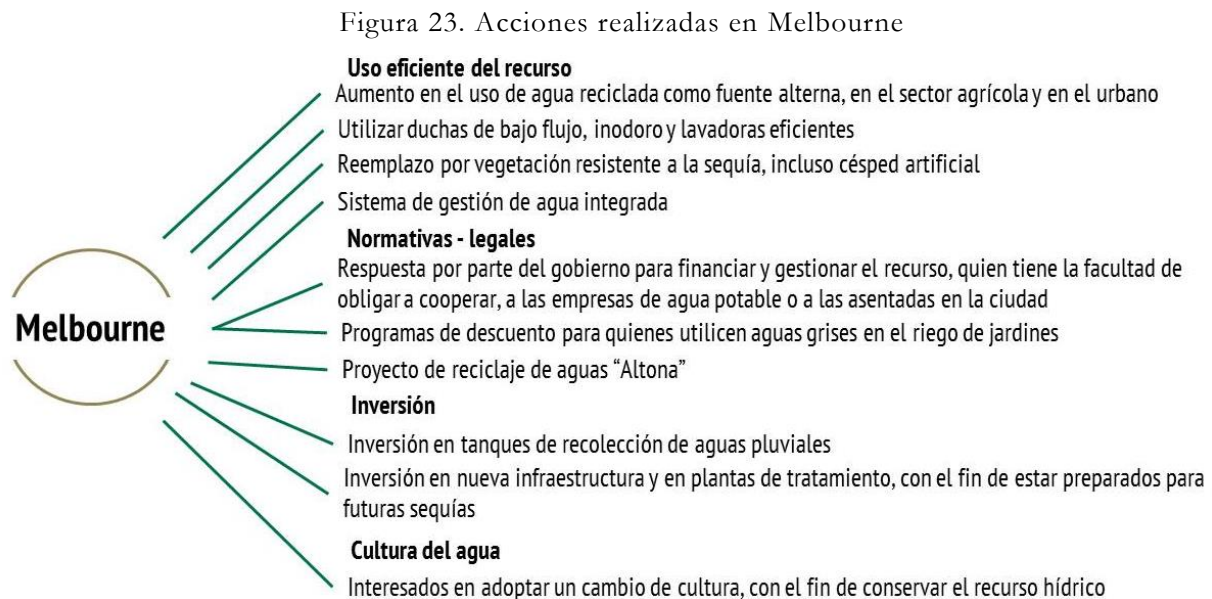 Figura 23. Acciones realizadas en Melbourne
Uso eficiente del recurso
Aumento en el uso de agua reciclada como fuente alterna, en el sector agrícola y en el urbano
Utilizar duchas de bajo flujo, inodoro y lavadoras eficientes
Reemplazo por vegetación resistente a la sequía, incluso césped artificial
Sistema de gestión de agua integrada
Normativas - legales
Respuesta por parte del gobierno para financiar y gestionar el recurso, quien tiene la facultad de
obligar a cooperar, a las empresas de agua potable o a las asentadas en la ciudad
Melbourne
Programas de descuento para quienes utilicen aguas grises en el riego de jardines
Proyecto de reciclaje de aguas “Altona”
Inversión
Inversión en tanques de recolección de aguas pluviales
Inversión en nueva infraestructura y en plantas de tratamiento, con el fin de estar preparados para
futuras sequías
Cultura del agua
Interesados en adoptar un cambio de cultura, con el fin de conservar el recurso hídrico